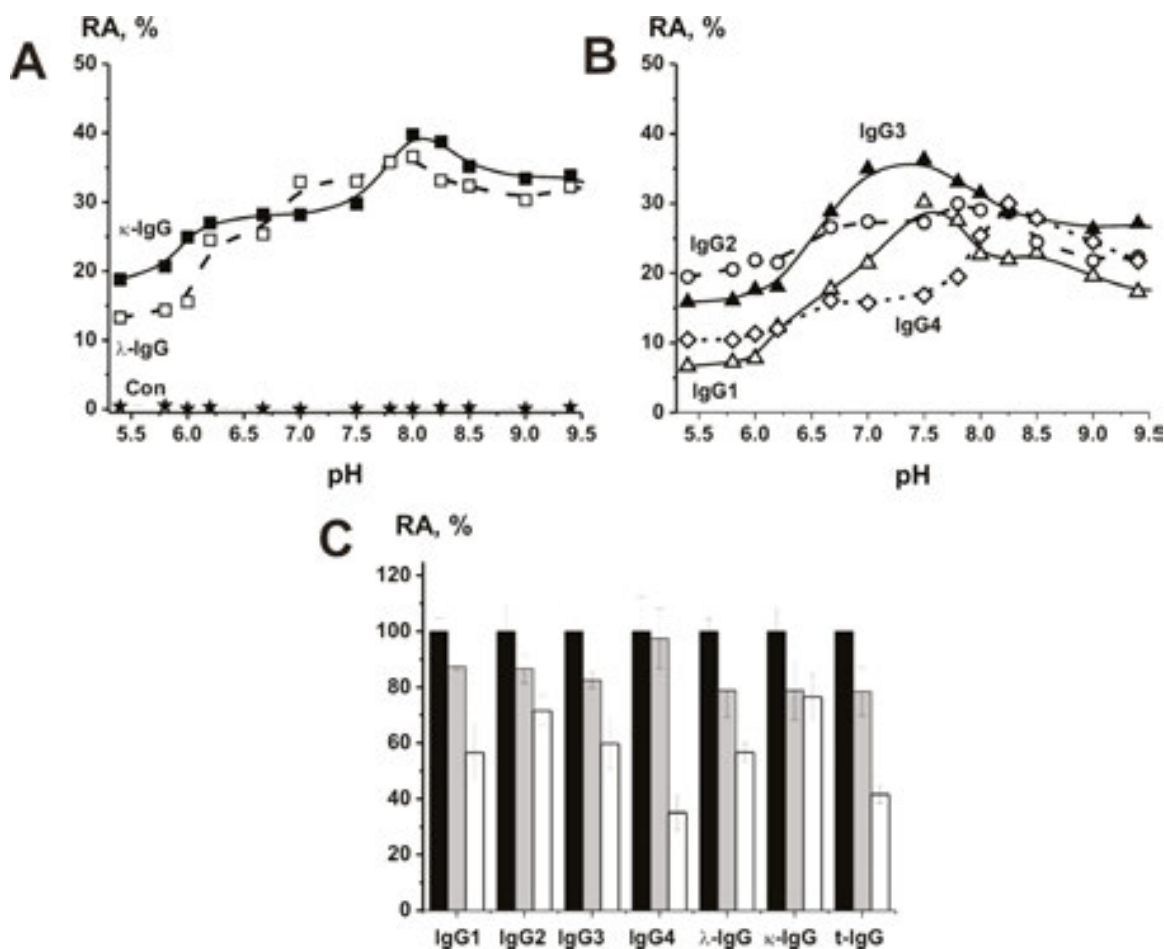 A
RA, %
50
40
30
20
10
0
κ-IgG
λ-IgG
Con
5.5 6.0 6.5 7.0 7.5 8.0 8.5 9.0 9.5
pH
B
RA, %
50
40
30
20
10
0
IgG3
IgG2
IgG4
IgG1
5.5 6.0 6.5 7.0 7.5 8.0 8.5 9.0 9.5
pH
C
RA, %
120
100
80
60
40
20
0
IgG1 IgG2 IgG3 IgG4 λ-IgG κ-IgG t-IgG